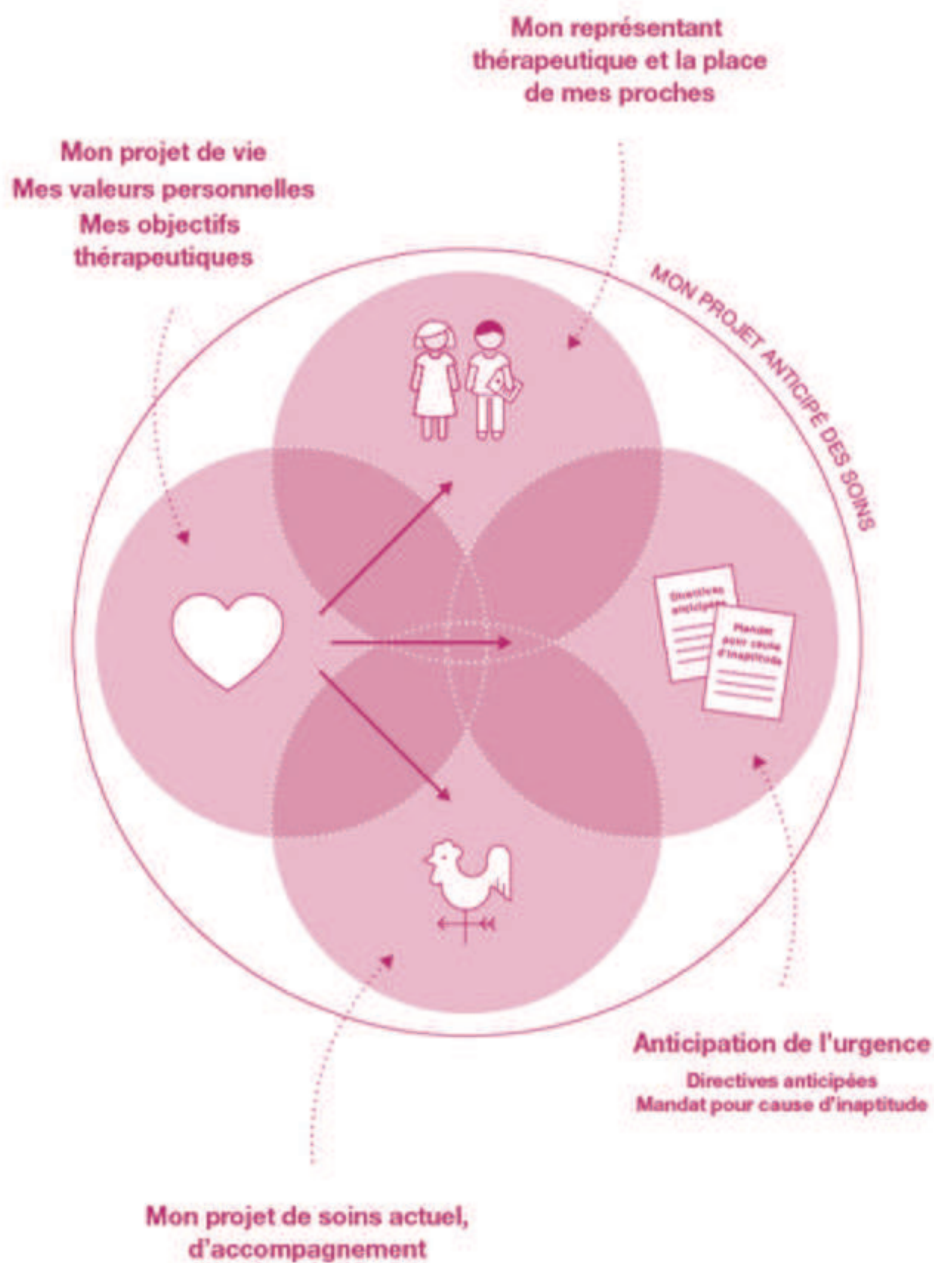 Mon représentant
thérapeutique et la place
de mes proches
Mon projet de vie
Mes valeurs personnelles
Mes objectifs
thérapeutiques
MON PROJET ANTICIPÉ DES SOINS
Directives
anticipées
Mandat
pour cause
d'inaptitude
Anticipation de l'urgence
Directives anticipées
Mandat pour cause d'inaptitude
Mon projet de soins actuel,
d'accompagnement